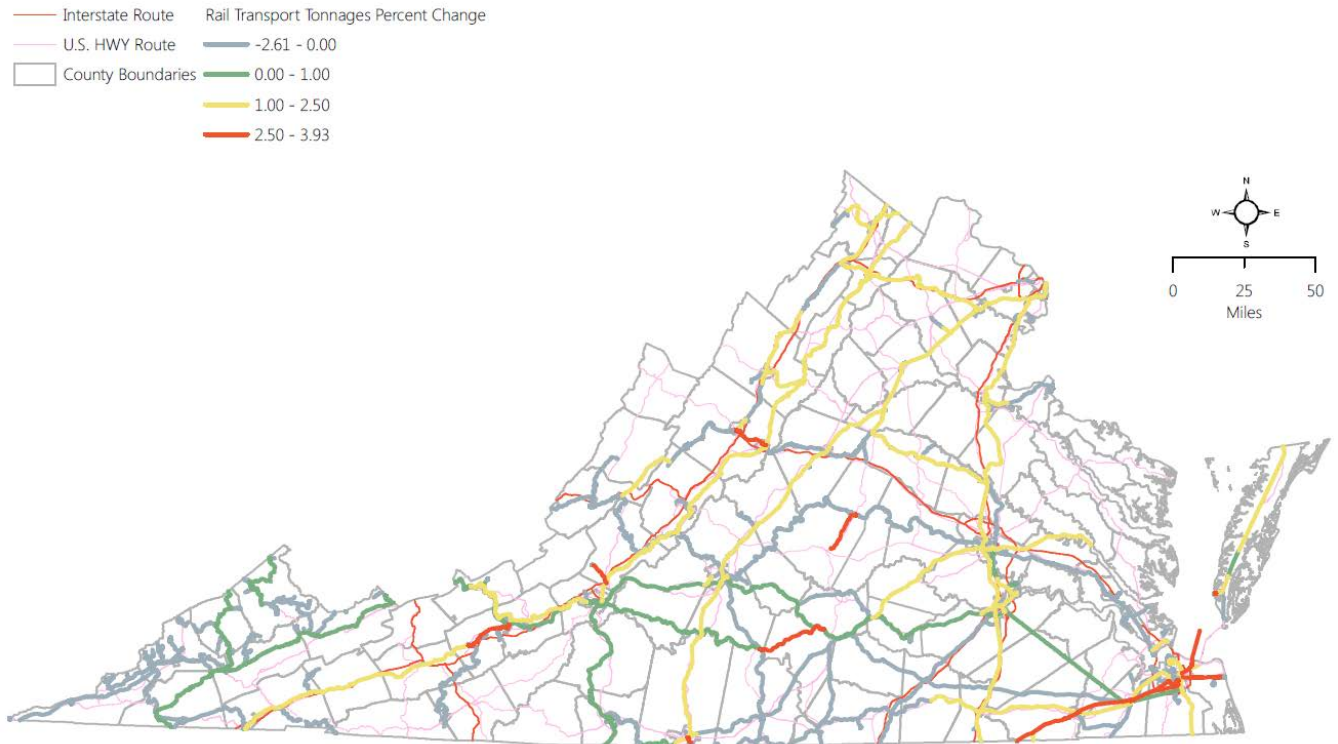 Interstate Route
U.S. HWY Route
County Boundaries
Rail Transport Tonnages Percent Change
-2.61 - 0.00
0.00 - 1.00
1.00 - 2.50
2.50 - 3.93
N
W E
S
0 25 50
Miles